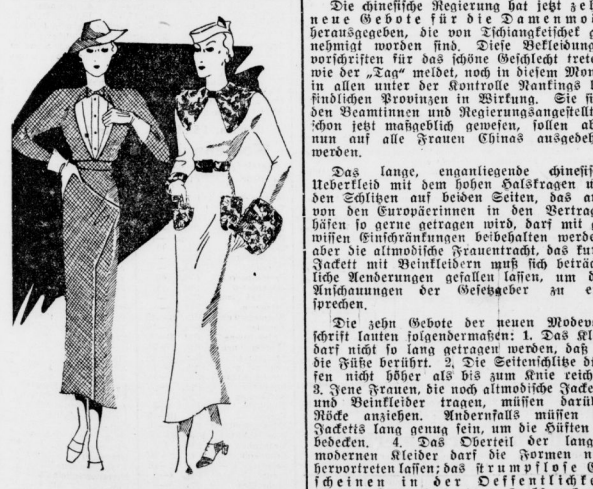 Die chinesische Regierung hat jetzt zeh
neue Gebote für die Damenmo
herausgegeben, die von Tschiangkeischek g
nehmigt worden sind. Diese Bekleidung
vorschriften für das schöne Geschlecht trete
wie der „Tag“ meldet, noch in diesem Mon
in allen unter der Kontrolle Nankings b
findlichen Provinzen in Wirkung. Sie si
den Beamtinnen und Regierungsangestellt
schon jetzt maßgeblich gewesen, sollen ab
nun auf alle Frauen Chinas ausgedeh
werden.
Das lange, enganliegende chinesis
Ueberkleid mit dem hohen Halskragen u
den Schlitzen auf beiden Seiten, das a
von den Europäerinnen in den Vertrag
häfen so gerne getragen wird, darf mit g
wissen Einschränkungen beibehalten werde
aber die altmodische Frauentracht, das kur
Jackett mit Beinkleidern muß sich beträc
liche Aenderungen gefallen lassen, um d
Anschauungen der Gesetzgeber zu en
sprechen.
Die zehn Gebote der neuen Modevo
schrift lauten folgendermaßen: 1. Das Kle
darf nicht so lang getragen werden, daß
die Füße berührt. 2. Die Seitenschlitze dü
fen nicht höher als bis zum Knie reich
3. Jene Frauen, die noch altmodische Jacke
und Beinkleider tragen, müssen darüb
Röcke anziehen. Andernfalls müssen
Jacketts lang genug sein, um die Hüften
bedecken. 4. Das Oberteil der lang
modernen Kleider darf die Formen n
hervortreten lassen; das strumpflose E
scheinen in der Oeffentlichke